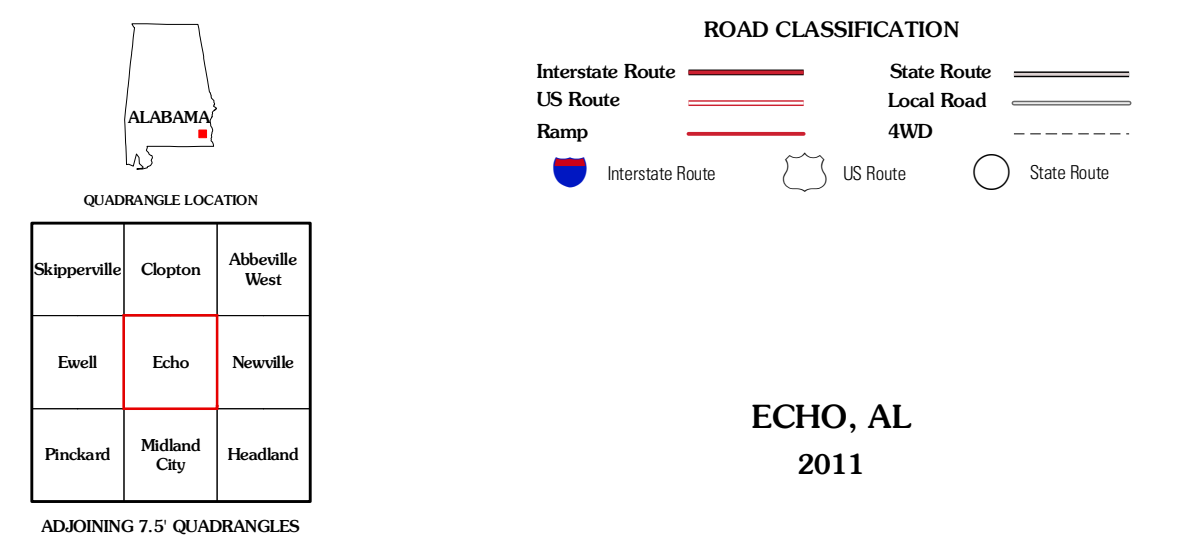 ALABAMA
QUADRANGLE LOCATION
Skipperville
Clopton
Abbeville
West
Ewell
Echo
Newville
Pinckard
Midland
City
Headland
ADJOINING 7.5' QUADRANGLES
ROAD CLASSIFICATION
Interstate Route
State Route
US Route
Local Road
Ramp
4WD
Interstate Route
US Route
State Route
ECHO, AL
2011